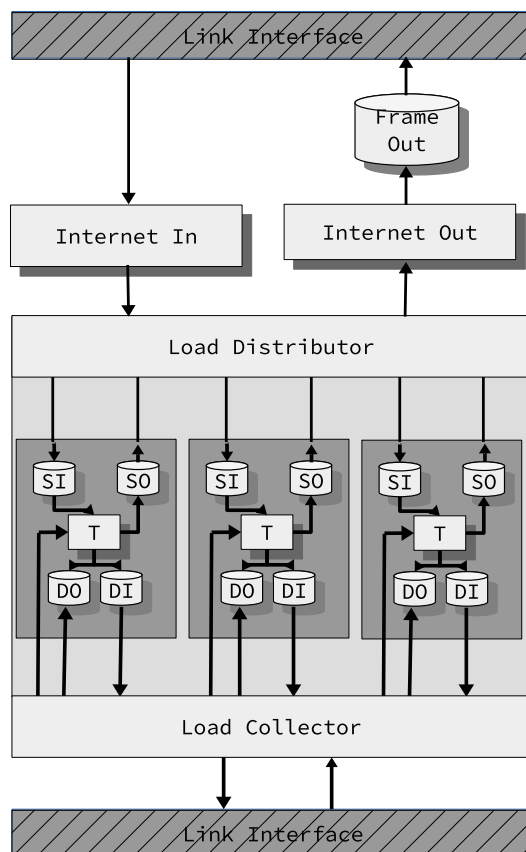 Link Interface
Frame
Out
Internet In
Internet Out
Load Distributor
SI SO SI SO SI SO
T T T
DO DI DO DI DO DI
Load Collector
Link Interface